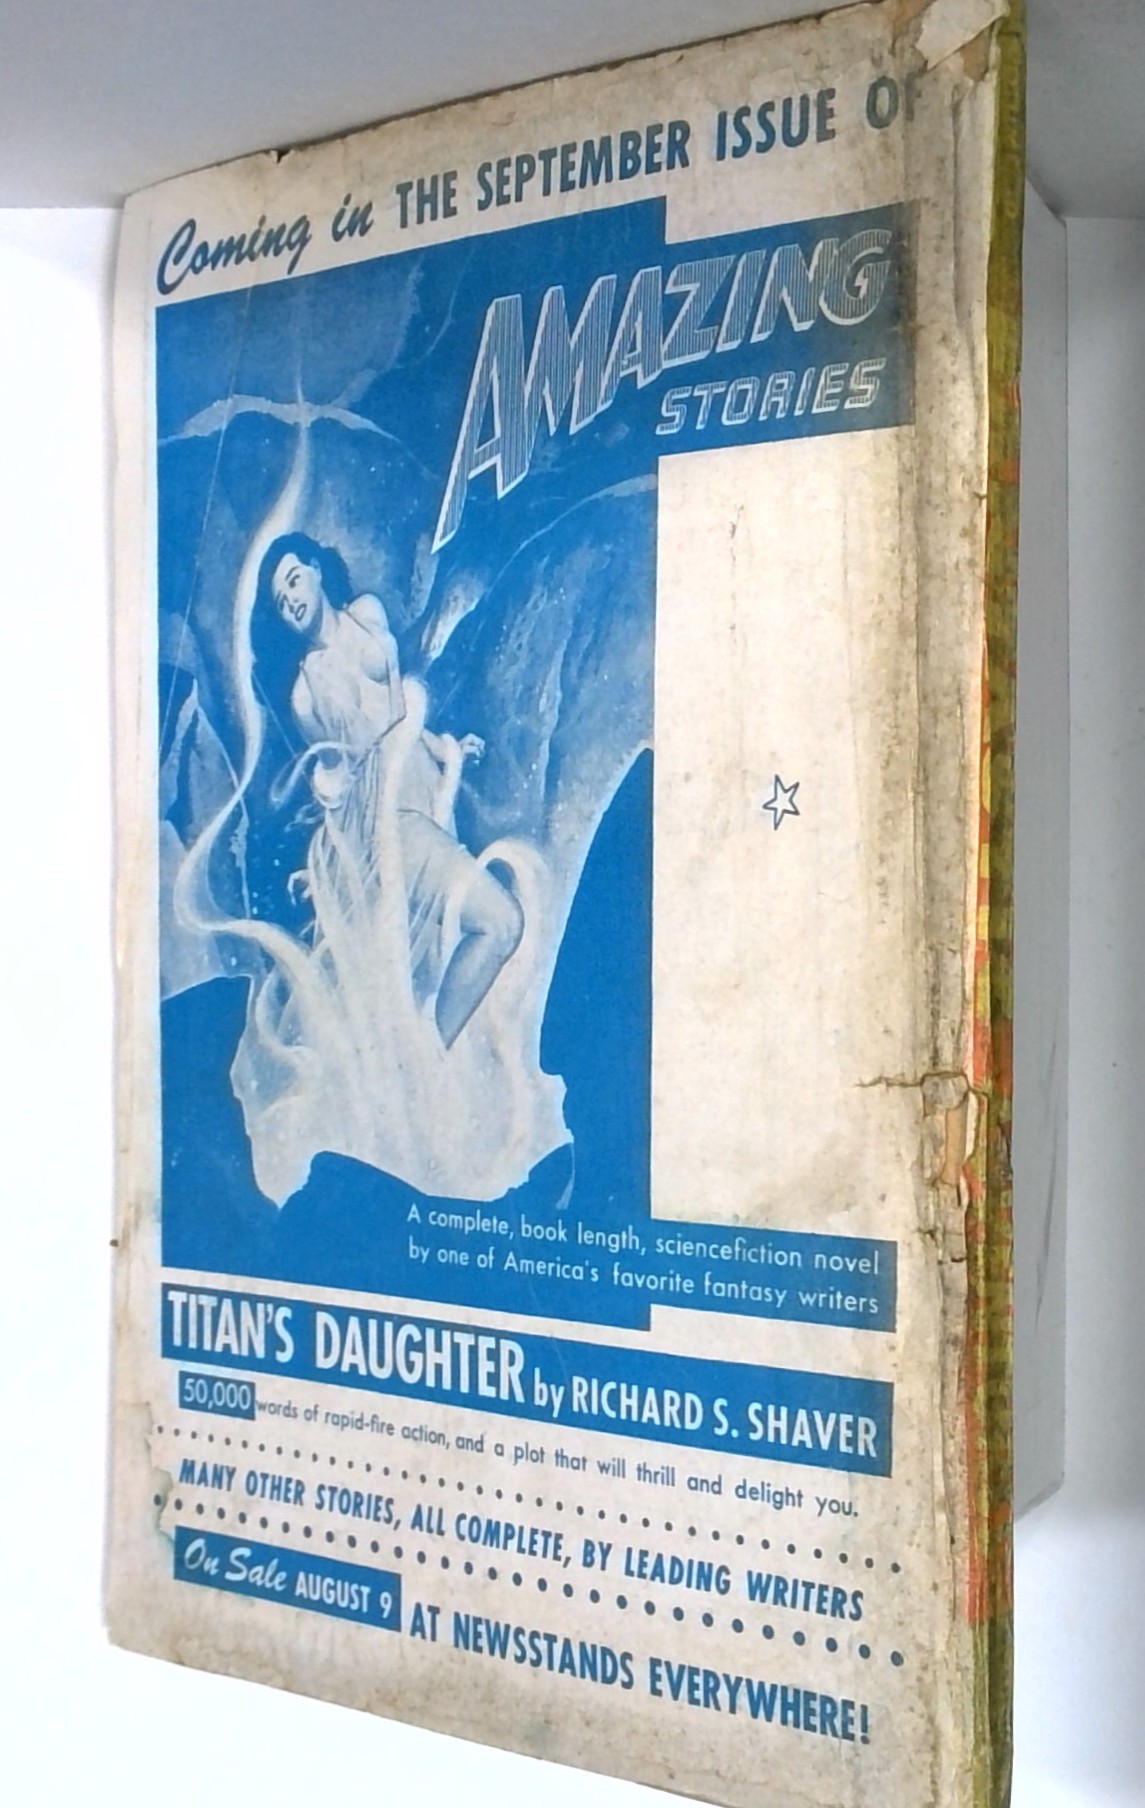 Coming in THE SEPTEMBER ISSUE OF
AMAZING
STORIES
A complete, book length, sciencefiction novel
by one of America's favorite fantasy writers
TITAN'S DAUGHTER by RICHARD S. SHAVER
50,000 words of rapid-fire action, and a plot that will thrill and delight you.
MANY OTHER STORIES, ALL COMPLETE, BY LEADING WRITERS
On Sale AUGUST 9 AT NEWSSTANDS EVERYWHERE!